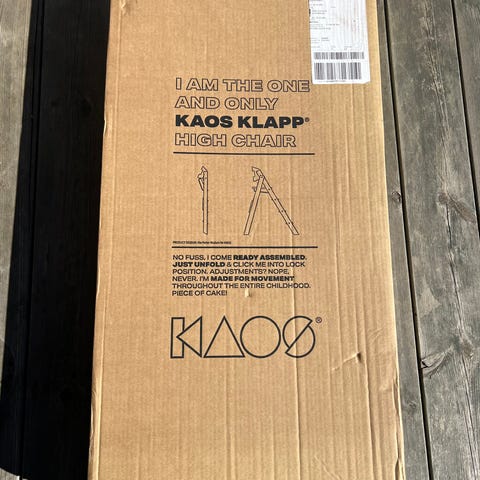 I AM THE ONE
AND ONLY
KAOS KLAPP®
HIGH CHAIR
NO FUSS, I COME READY ASSEMBLED.
JUST UNFOLD & CLICK ME INTO LOCK
POSITION. ADJUSTMENTS? NOPE,
NEVER. I'M MADE FOR MOVEMENT
THROUGHOUT THE ENTIRE CHILDHOOD.
PIECE OF CAKE!
KAOS®